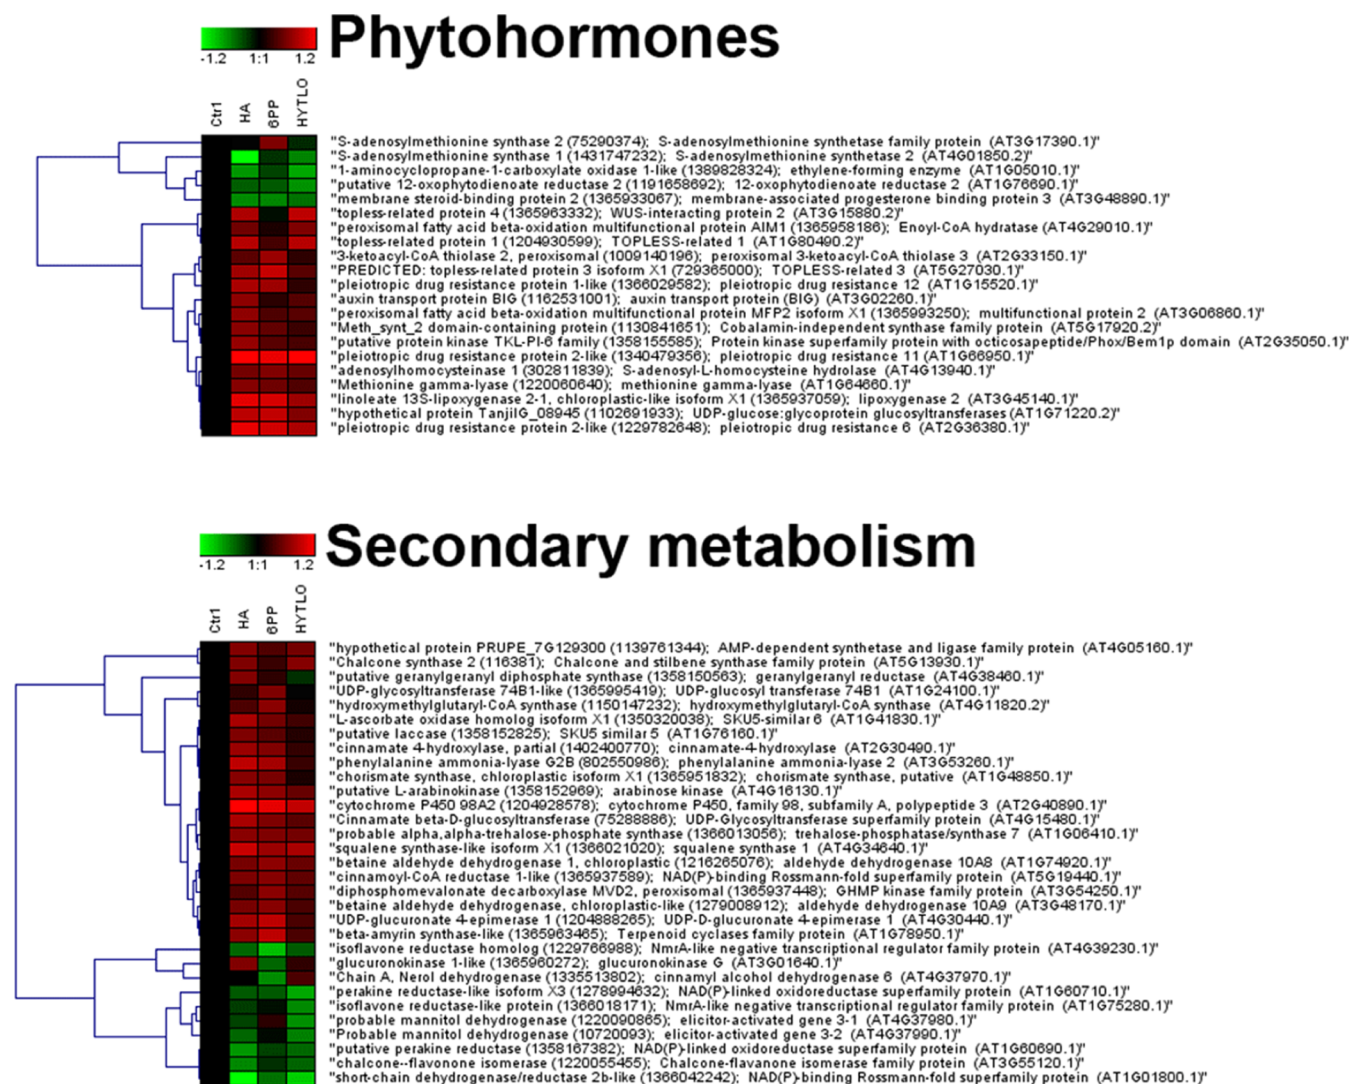 Phytohormones
-1.2 1:1 1.2
Ctr1 HA 6PP HYTLO
"S-adenosylmethionine synthase 2 (75290374); S-adenosylmethionine synthetase family protein (AT3G17390.1)"
"S-adenosylmethionine synthase 1 (1431747232); S-adenosylmethionine synthetase 2 (AT4G01850.2)"
"1-aminocyclopropane-1-carboxylate oxidase 1-like (1389828324); ethylene-forming enzyme (AT1G05010.1)"
"putative 12-oxophytodienoate reductase 2 (1191658692); 12-oxophytodienoate reductase 2 (AT1G76690.1)"
"membrane steroid-binding protein 2 (1365933067); membrane-associated progesterone binding protein 3 (AT3G48890.1)"
"topless-related protein 4 (1365963332); WUS-interacting protein 2 (AT3G15880.2)"
"peroxisomal fatty acid beta-oxidation multifunctional protein AIM1 (1365958186); Enoyl-CoA hydratase (AT4G29010.1)"
"topless-related protein 1 (1204930599); TOPLESS-related 1 (AT1G80490.2)"
"3-ketoacyl-CoA thiolase 2, peroxisomal (1009140196); peroxisomal 3-ketoacyl-CoA thiolase 3 (AT2G33150.1)"
"PREDICTED: topless-related protein 3 isoform X1 (729365000); TOPLESS-related 3 (AT5G27030.1)"
"pleiotropic drug resistance protein 1-like (1366029582); pleiotropic drug resistance 12 (AT1G15520.1)"
"auxin transport protein BIG (1162531001); auxin transport protein (BIG) (AT3G02260.1)"
"peroxisomal fatty acid beta-oxidation multifunctional protein MFP2 isoform X1 (1365993250); multifunctional protein 2 (AT3G06860.1)"
"Meth_synt_2 domain-containing protein (1130841651); Cobalamin-independent synthase family protein (AT5G17920.2)"
"putative protein kinase TKL-Pl-6 family (1358155585); Protein kinase superfamily protein with octicosapeptide/Phox/Bem1p domain (AT2G35050.1)"
"pleiotropic drug resistance protein 2-like (1340479356); pleiotropic drug resistance 11 (AT1G66950.1)"
"adenosylhomocysteinase 1 (302811839); S-adenosyl-L-homocysteine hydrolase (AT4G13940.1)"
"Methionine gamma-lyase (1220060640); methionine gamma-lyase (AT1G64660.1)"
"linoleate 13S-lipoxygenase 2-1, chloroplastic-like isoform X1 (1365937059); lipoxygenase 2 (AT3G45140.1)"
"hypothetical protein TanjilG_08945 (1102691933); UDP-glucose:glycoprotein glucosyltransferases (AT1G71220.2)"
"pleiotropic drug resistance protein 2-like (1229782648); pleiotropic drug resistance 6 (AT2G36380.1)"
Secondary metabolism
-1.2 1:1 1.2
Ctr1 HA 6PP HYTLO
"hypothetical protein PRUPE_7G129300 (1139761344); AMP-dependent synthetase and ligase family protein (AT4G05160.1)"
"Chalcone synthase 2 (116381); Chalcone and stilbene synthase family protein (AT5G13930.1)"
"putative geranylgeranyl diphosphate synthase (1358150563); geranylgeranyl reductase (AT4G38460.1)"
"UDP-glycosyltransferase 74B1-like (1365995419); UDP-glucosyl transferase 74B1 (AT1G24100.1)"
"hydroxymethylglutaryl-CoA synthase (1150147232); hydroxymethylglutaryl-CoA synthase (AT4G11820.2)"
"L-ascorbate oxidase homolog isoform X1 (1350320038); SKU5-similar 6 (AT1G41830.1)"
"putative laccase (1358152825); SKU5 similar 5 (AT1G76160.1)"
"cinnamate 4-hydroxylase, partial (1402400770); cinnamate-4-hydroxylase (AT2G30490.1)"
"phenylalanine ammonia-lyase G2B (802550986); phenylalanine ammonia-lyase 2 (AT3G53260.1)"
"chorismate synthase, chloroplastic isoform X1 (1365951832); chorismate synthase, putative (AT1G48850.1)"
"putative L-arabinokinase (1358152969); arabinose kinase (AT4G16130.1)"
"cytochrome P450 98A2 (1204928578); cytochrome P450, family 98, subfamily A, polypeptide 3 (AT2G40890.1)"
"Cinnamate beta-D-glucosyltransferase (75288886); UDP-Glycosyltransferase superfamily protein (AT4G15480.1)"
"probable alpha,alpha-trehalose-phosphate synthase (1366013056); trehalose-phosphatase/synthase 7 (AT1G06410.1)"
"squalene synthase-like isoform X1 (1366021020); squalene synthase 1 (AT4G34640.1)"
"betaine aldehyde dehydrogenase 1, chloroplastic (1216265076); aldehyde dehydrogenase 10A8 (AT1G74920.1)"
"cinnamoyl-CoA reductase 1-like (1365937589); NAD(P)-binding Rossmann-fold superfamily protein (AT5G19440.1)"
"diphosphomevalonate decarboxylase MVD2, peroxisomal (1365937448); GHMP kinase family protein (AT3G54250.1)"
"betaine aldehyde dehydrogenase, chloroplastic-like (1279008912); aldehyde dehydrogenase 10A9 (AT3G48170.1)"
"UDP-glucuronate 4-epimerase 1 (1204888265); UDP-D-glucuronate 4-epimerase 1 (AT4G30440.1)"
"beta-amyrin synthase-like (1365963465); Terpenoid cyclases family protein (AT1G78950.1)"
"isoflavone reductase homolog (1229766988); NmrA-like negative transcriptional regulator family protein (AT4G39230.1)"
"glucuronokinase 1-like (1365960272); glucuronokinase G (AT3G01640.1)"
"Chain A, Nerol dehydrogenase (1335513802); cinnamyl alcohol dehydrogenase 6 (AT4G37970.1)"
"perakine reductase-like isoform X3 (1278994632); NAD(P)-linked oxidoreductase superfamily protein (AT1G60710.1)"
"isoflavone reductase-like protein (1366018171); NmrA-like negative transcriptional regulator family protein (AT1G75280.1)"
"probable mannitol dehydrogenase (1220090865); elicitor-activated gene 3-1 (AT4G37980.1)"
"Probable mannitol dehydrogenase (10720093); elicitor-activated gene 3-2 (AT4G37990.1)"
"putative perakine reductase (1358167382); NAD(P)-linked oxidoreductase superfamily protein (AT1G60690.1)"
"chalcone--flavonone isomerase (1220055455); Chalcone-flavanone isomerase family protein (AT3G55120.1)"
"short-chain dehydrogenase/reductase 2b-like (1366042242); NAD(P)-binding Rossmann-fold superfamily protein (AT1G01800.1)"